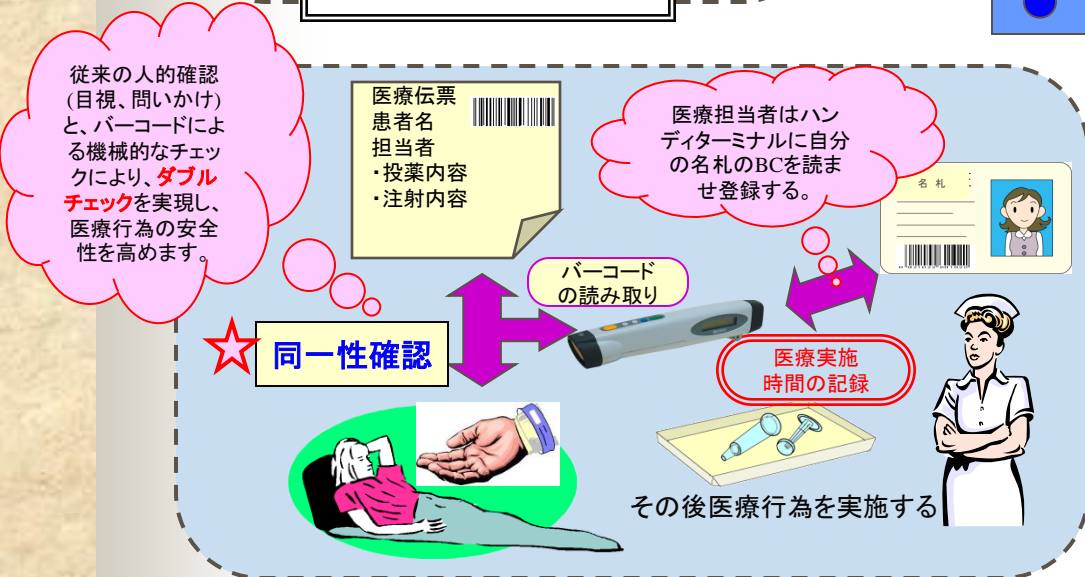 従来の人的確認
(目視、問いかけ)
と、バーコードによ
る機械的なチェッ
クにより、ダブル
チェックを実現し、
医療行為の安全
性を高めます。
医療伝票
患者名
担当者
・投薬内容
・注射内容
医療担当者はハン
ディターミナルに自分
の名札のBCを読ま
せ登録する。
名 札
バーコード
の読み取り
同一性確認
医療実施
時間の記録
その後医療行為を実施する